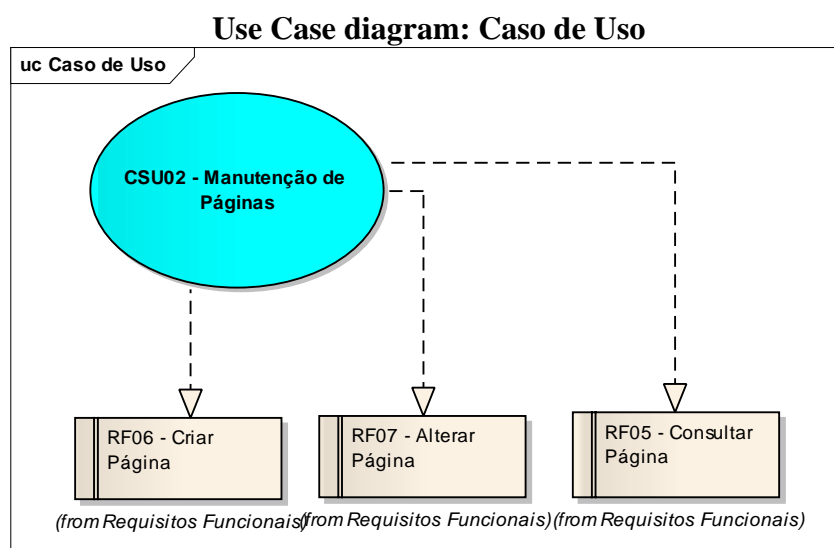 Use Case diagram: Caso de Uso
uc Caso de Uso
CSU02 - Manutenção de
Páginas
RF06 - Criar
Página
RF07 - Alterar
Página
RF05 - Consultar
Página
(from Requisitos Funcionais)
(from Requisitos Funcionais)
(from Requisitos Funcionais)